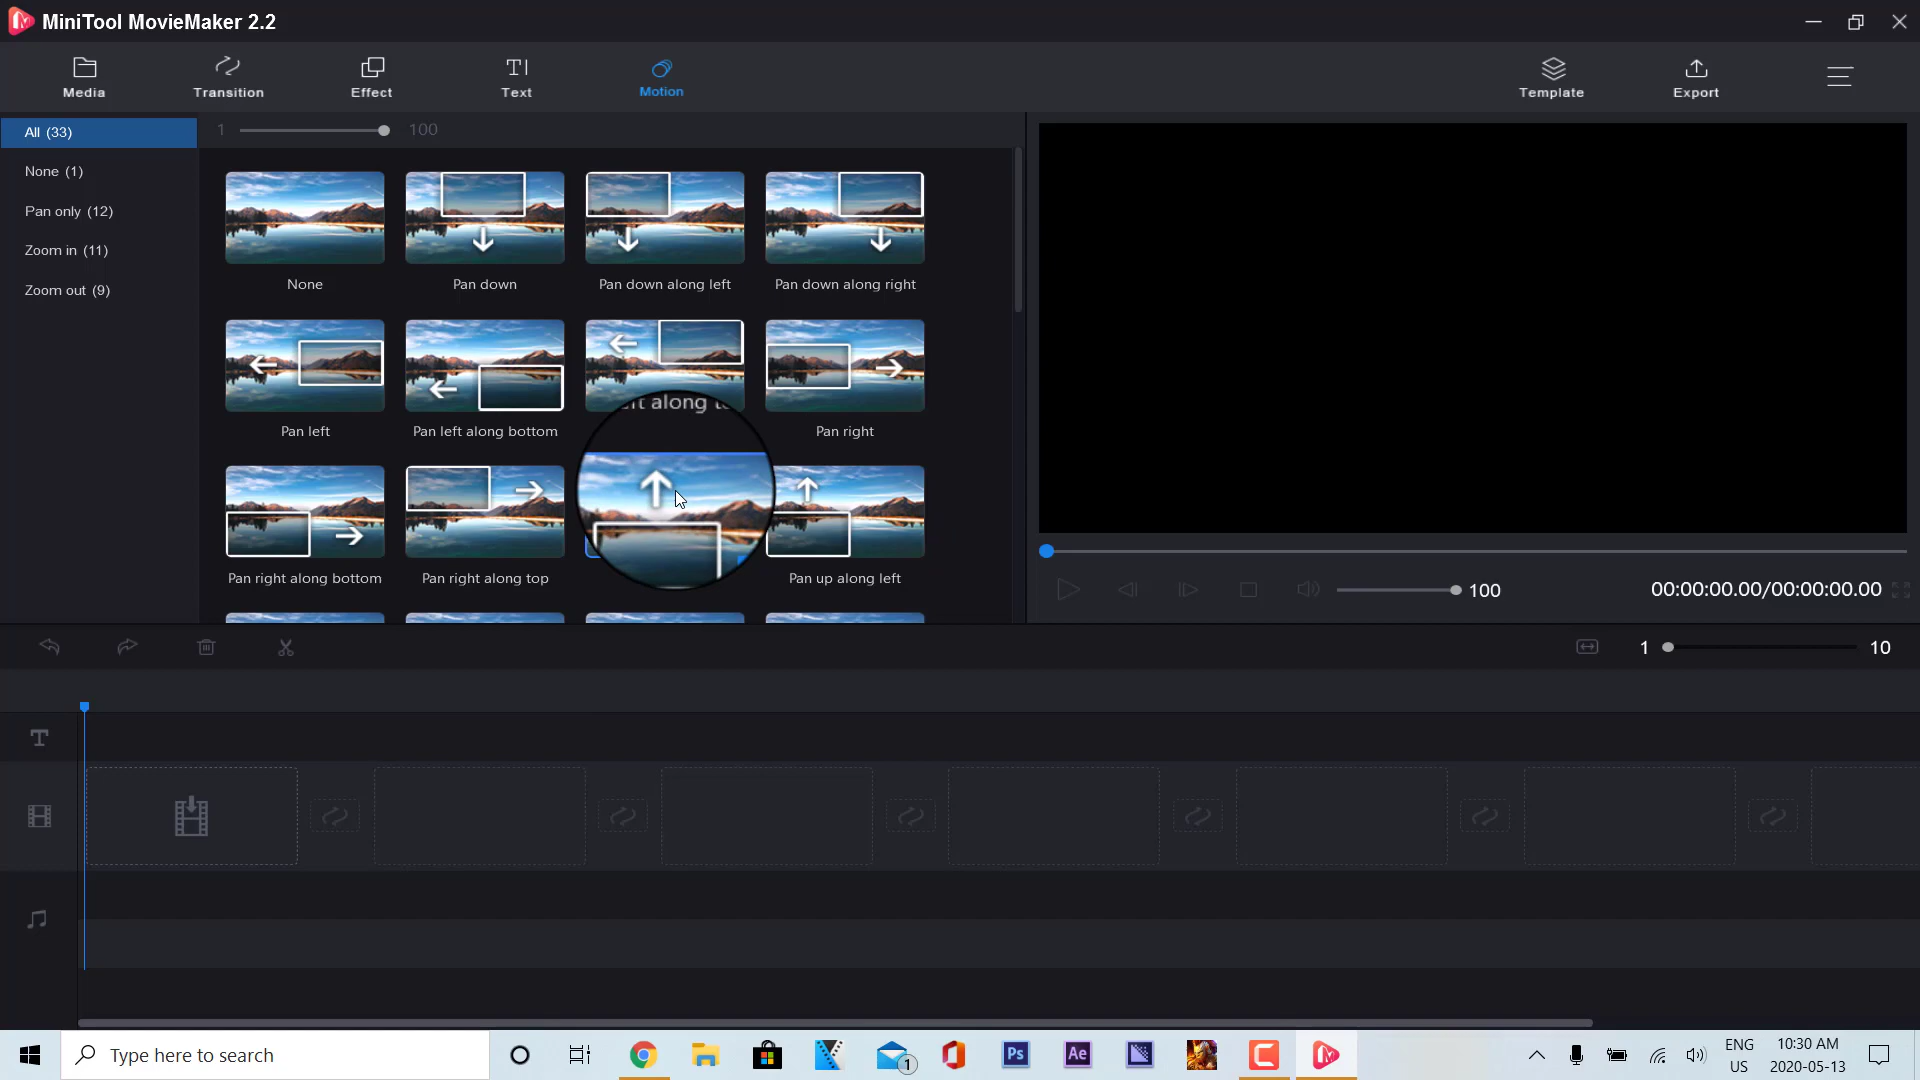 MiniTool MovieMaker 2.2
Media
Transition
Effect
Text
Motion
Template
Export
All (33)
1
100
None (1)
Pan only (12)
Zoom in (11)
Zoom out (9)
None
Pan down
Pan down along left
Pan down along right
Pan left
Pan left along bottom
along
Pan right
Pan right along bottom
Pan right along top
Pan up along left
100
00:00:00.00/00:00:00.00
1
10
T
Type here to search
1
Ps
Ae
ENG
US
10:30 AM
2020-05-13